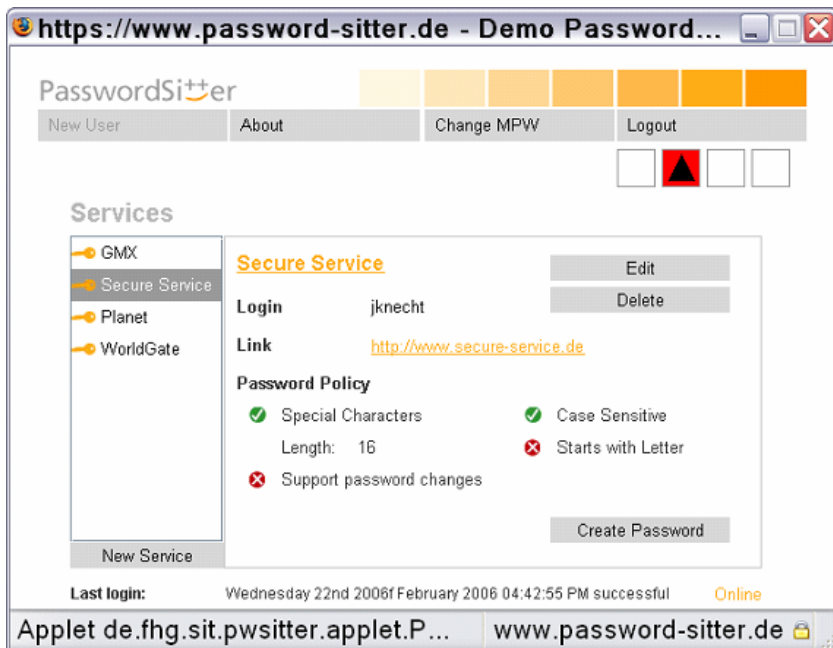 https://www.password-sitter.de - Demo Password...
PasswordSitter
New User About Change MPW Logout
Services
GMX
Secure Service
Planet
WorldGate
New Service
Secure Service Edit
Delete
Login jknecht
Link http://www.secure-service.de
Password Policy
Special Characters Case Sensitive
Length: 16 Starts with Letter
Support password changes
Create Password
Last login: Wednesday 22nd 2006f February 2006 04:42:55 PM successful Online
Applet de.fhg.sit.pwsitter.applet.P... www.password-sitter.de